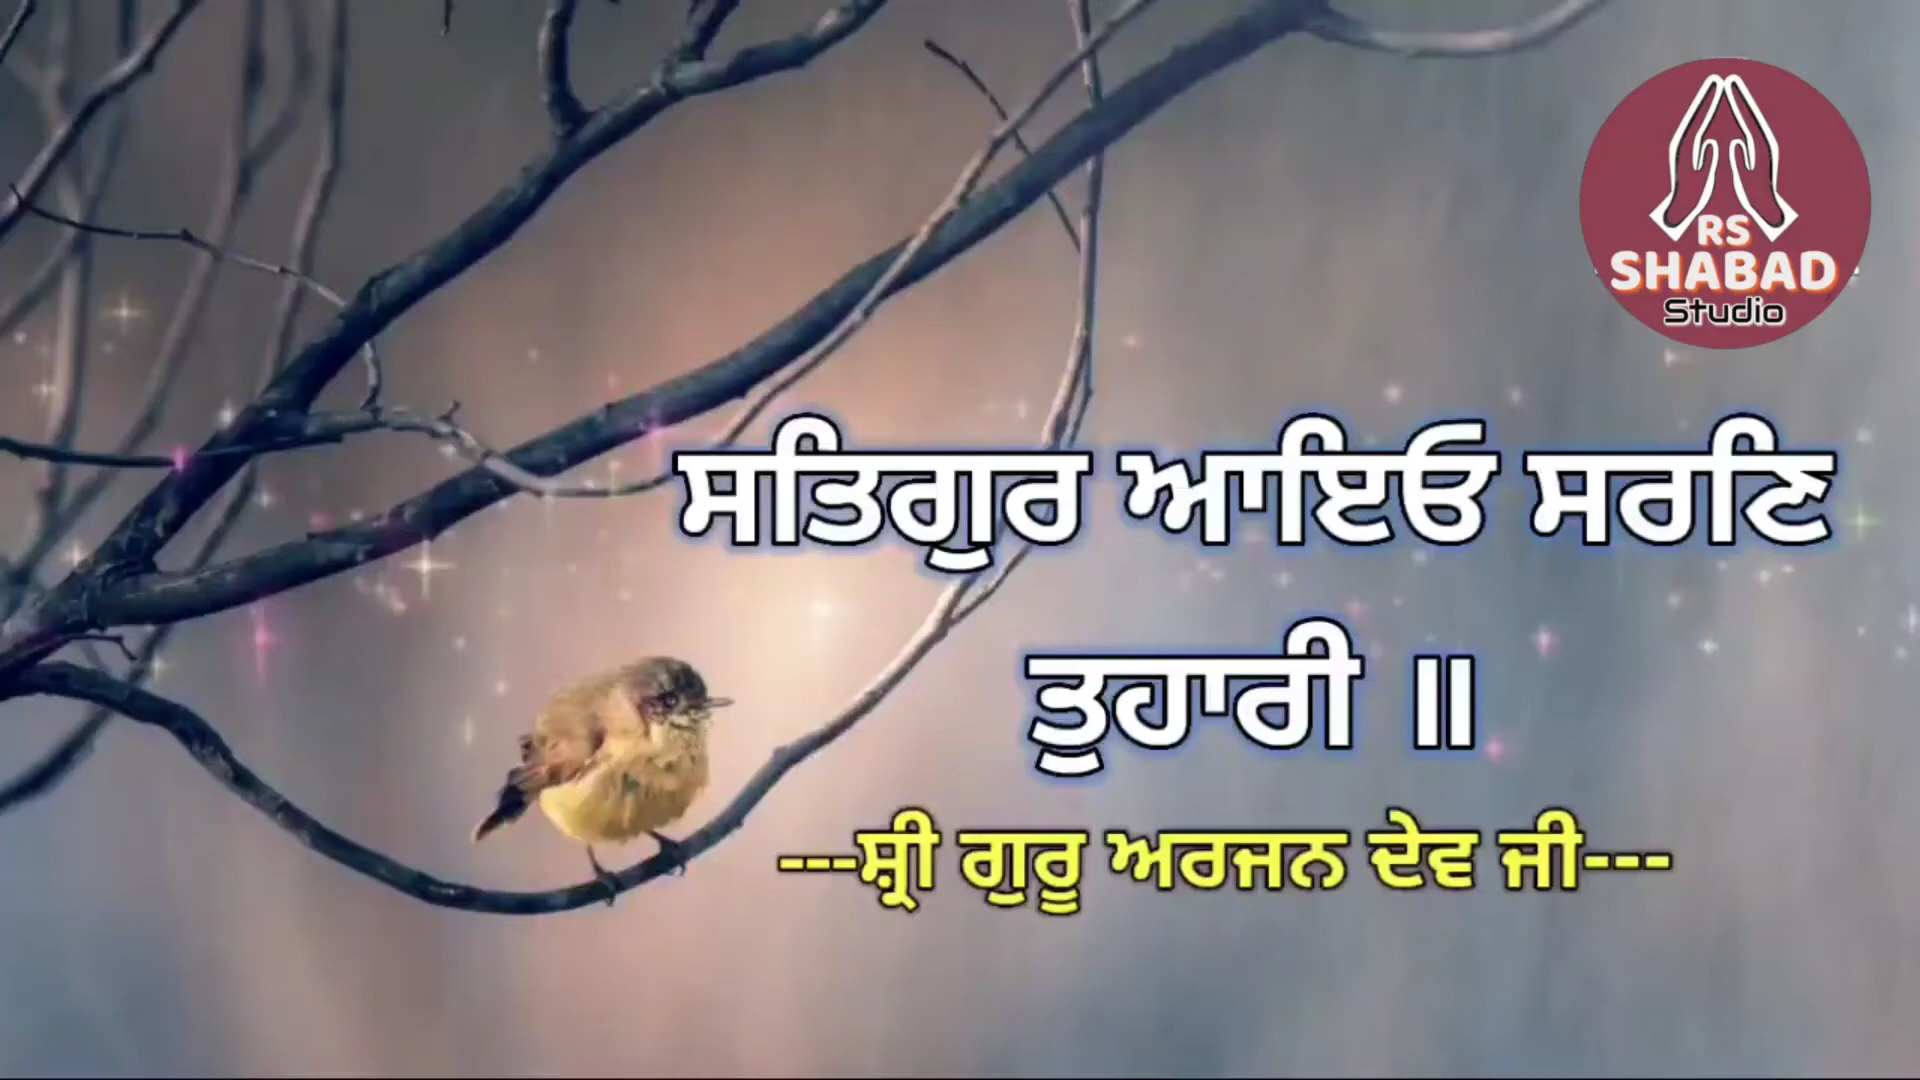 RS
SHABAD
Studio
ਸਤਿਗੁਰ ਆਇਓ ਸਰਣਿ
ਤੁਹਾਰੀ ॥
---ਸ਼੍ਰੀ ਗੁਰੂ ਅਰਜਨ ਦੇਵ ਜੀ---